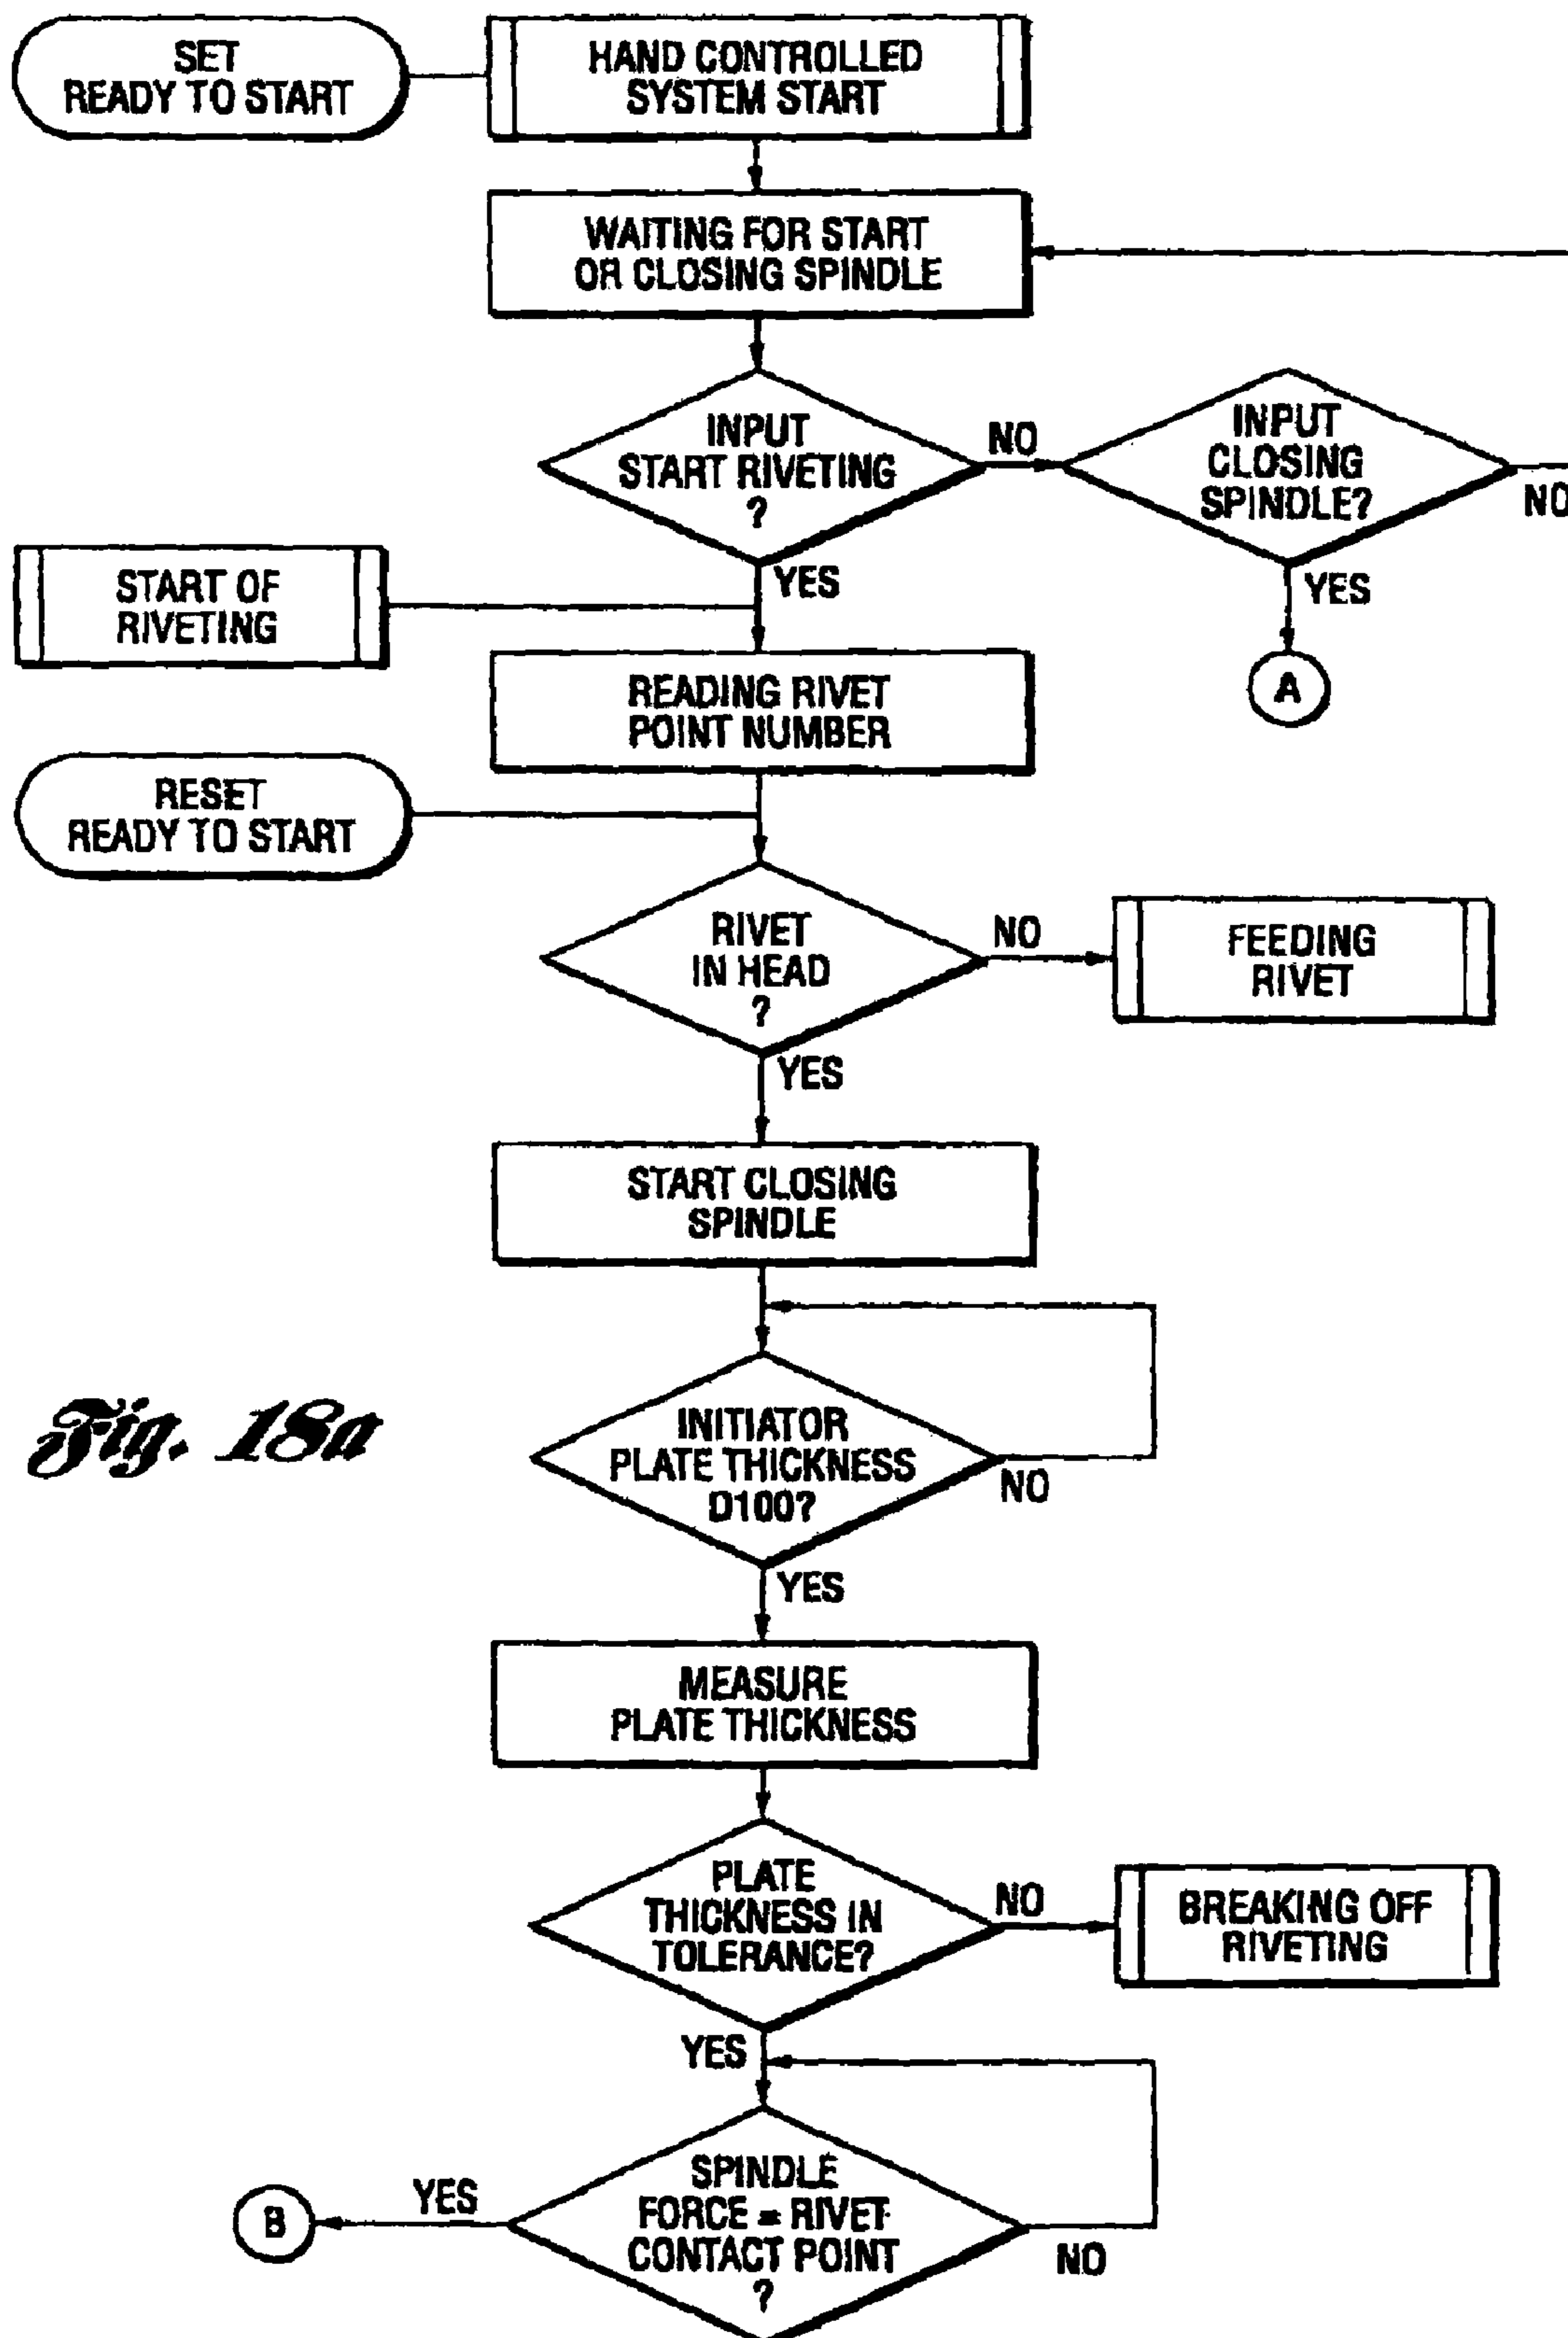 SET
READY TO START
HAND CONTROLLED
SYSTEM START
WAITING FOR START
OR CLOSING SPINDLE
INPUT
START RIVETING
?
NO
INPUT
CLOSING
SPINDLE?
NO
YES
YES
START OF
RIVETING
A
READING RIVET
POINT NUMBER
RESET
READY TO START
RIVET
IN HEAD
?
NO
FEEDING
RIVET
YES
START CLOSING
SPINDLE
Fig. 18a
INITIATOR
PLATE THICKNESS
D100?
NO
YES
MEASURE
PLATE THICKNESS
PLATE
THICKNESS IN
TOLERANCE?
NO
BREAKING OFF
RIVETING
YES
SPINDLE
FORCE = RIVET
CONTACT POINT
?
YES
B
NO